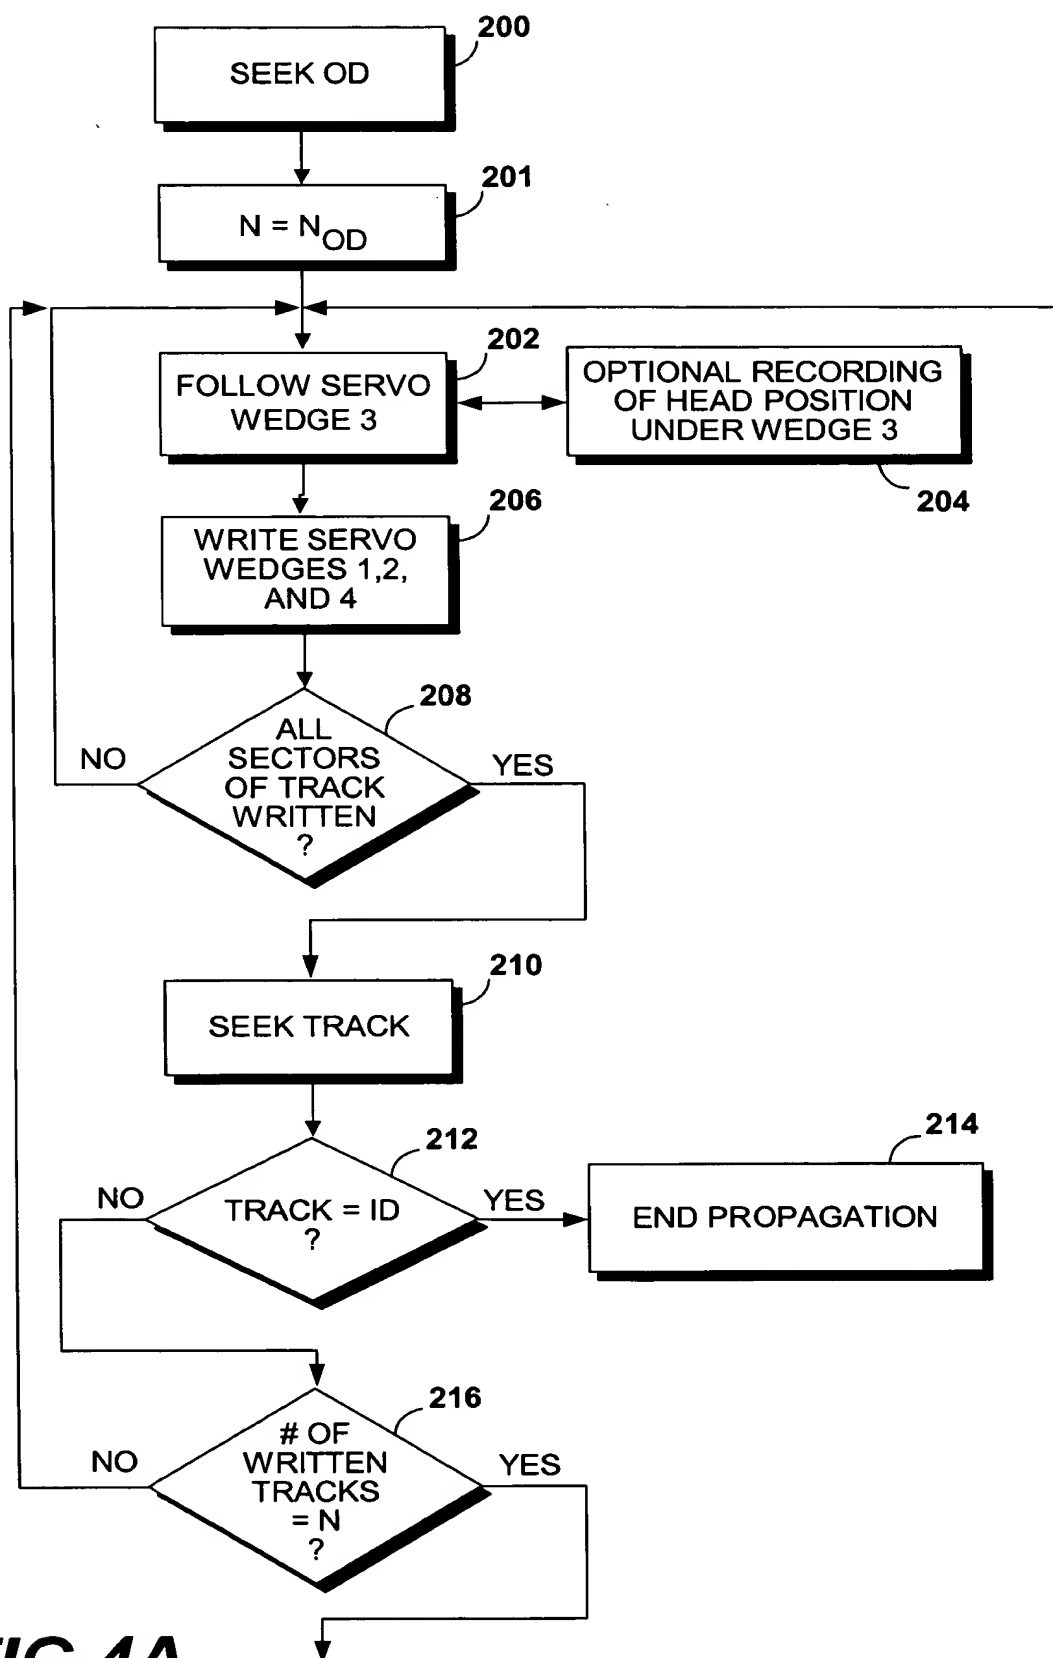 200
SEEK OD
201
N = NOD
202
FOLLOW SERVO
WEDGE 3
OPTIONAL RECORDING
OF HEAD POSITION
UNDER WEDGE 3
204
206
WRITE SERVO
WEDGES 1,2,
AND 4
208
ALL
SECTORS
OF TRACK
WRITTEN
?
NO
YES
210
SEEK TRACK
212
TRACK = ID
?
NO
YES
214
END PROPAGATION
216
# OF
WRITTEN
TRACKS
= N
?
NO
YES